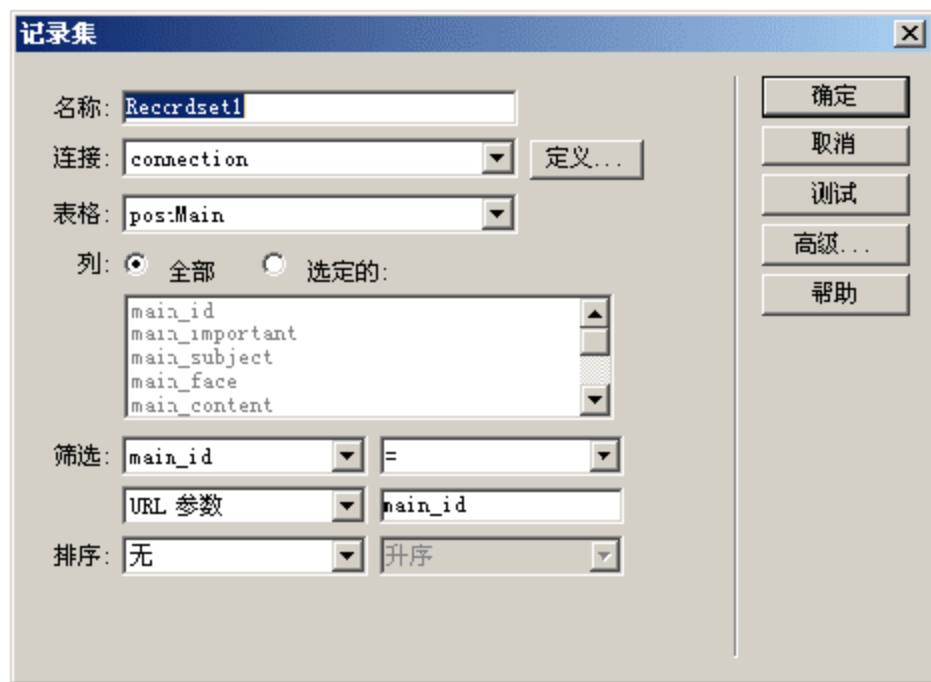 记录集
名称: Recordset1
连接: connection 定义...
表格: postMain
列: 全部 选定的:
main_id
main_important
main_subject
main_face
main_content
筛选: main_id =
URL 参数 main_id
排序: 无 升序
确定
取消
测试
高级...
帮助